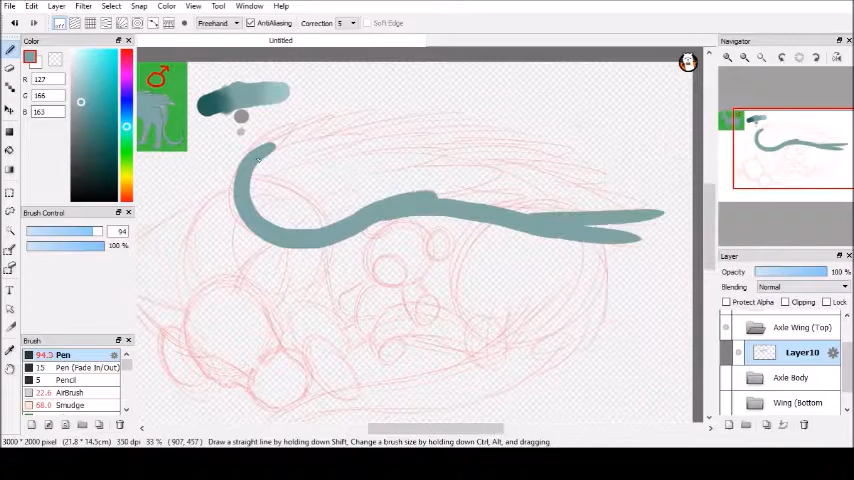 File Edit Layer Select Snap Color View Tool Window Help
off Freehand AntiAliasing Correction 5 Soft Edge
Color
Untitled
Navigator
R 127
G 166
B 163
Brush Control
94
100 %
Layer
Opacity 100 %
Blending Normal
Protect Alpha Clipping Lock
Axle Wing (Top)
Layer10
Axle Body
Wing (Bottom
Brush
94.3 Pen
15 Pen (Fade In/Out)
5 Pencil
22.6 AirBrush
68.0 Smudge
3000 * 2000 pixel (21.8 * 14.5cm) 350 dpi 33 % ( 907, 457 ) Draw a straight line by holding down Shift, Change a brush size by holding down Ctrl, Alt, and dragging